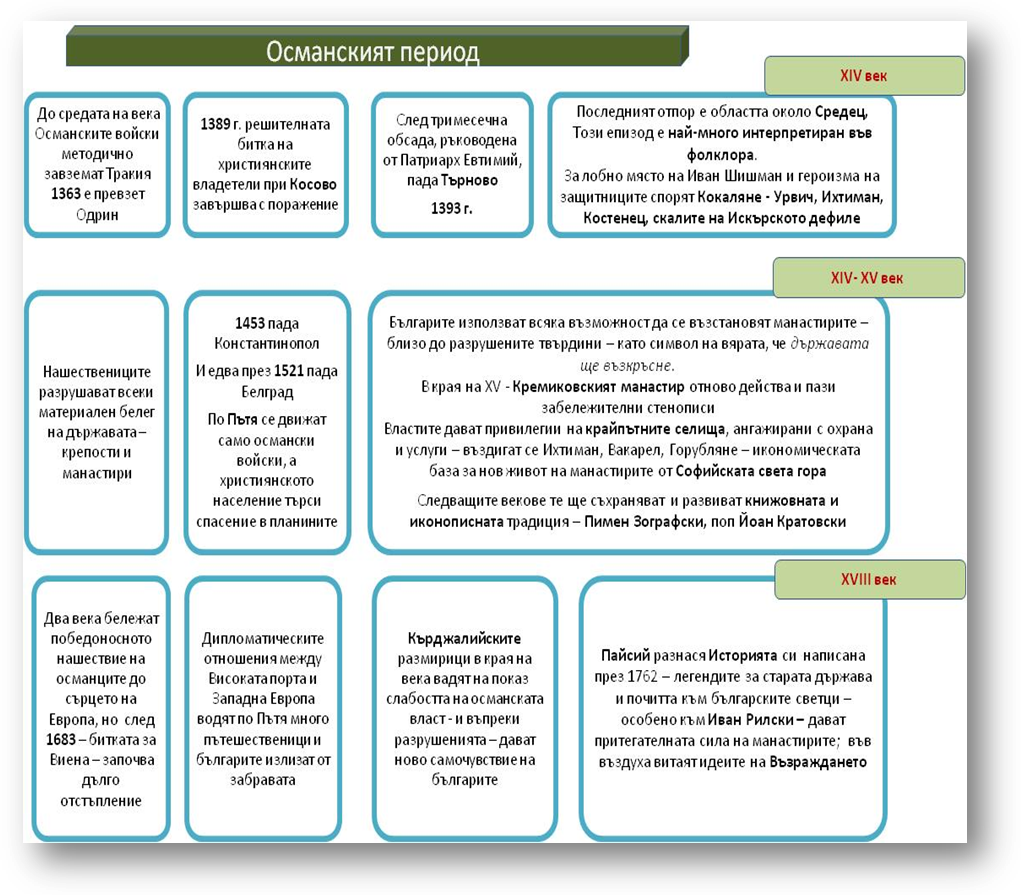 Османският период
XIV век
До средата на века
Османските войски
методично
завземат Тракия
1363 е превзет
Одрин
1389 г. решителната
битка на
християнските
владетели при Косово
завършва с поражение
След тримесечна
обсада, ръководена
от Патриарх Евтимий,
пада Търново
1393 г.
Последният отпор е областта около Средец,
Този епизод е най-много интерпретиран във
фолклора.
За лобно място на Иван Шишман и героизма на
защитниците спорят Кокаляне - Урвич, Ихтиман,
Костенец, скалите на Искърското дефиле
XIV- XV век
Нашествениците
разрушават всеки
материален белег
на държавата –
крепости и
манастири
1453 пада
Константинопол
И едва през 1521 пада
Белград
По Пътя се движат
само османски
войски, а
християнското
население търси
спасение в планините
Българите използват всяка възможност да се възстановят манастирите –
близо до разрушените твърдини – като символ на вярата, че държавата
ще възкръсне.
В края на XV - Кремиковският манастир отново действа и пази
забележителни стенописи
Властите дават привилегии на крайпътните селища, ангажирани с охрана
и услуги – въздигат се Ихтиман, Вакарел, Горубляне – икономическата
база за нов живот на манастирите от Софийската света гора
Следващите векове те ще съхраняват и развиват книжовната и
иконописната традиция – Пимен Зографски, поп Йоан Кратовски
XVIII век
Два века бележат
победоносното
нашествие на
османците до
сърцето на
Европа, но след
1683 – битката за
Виена – започва
дълго
отстъпление
Дипломатическите
отношения между
Високата порта и
Западна Европа
водят по Пътя много
пътешественици и
българите излизат от
забравата
Кърджалийските
размирици в края на
века вадят на показ
слабостта на османската
власт - и въпреки
разрушенията – дават
ново самочувствие на
българите
Пайсий разнася Историята си написана
през 1762 – легендите за старата държава
и почитта към българските светци –
особено към Иван Рилски – дават
притегателната сила на манастирите; във
въздуха витаят идеите на Възраждането